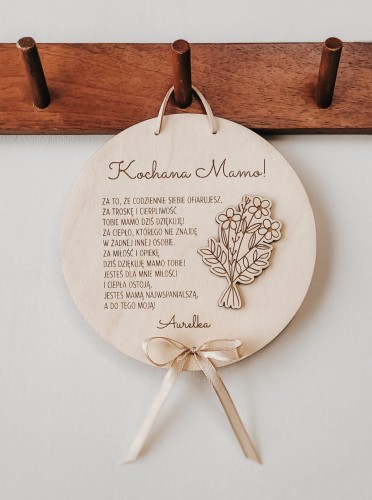 Kochana Mamo!
ZA TO, ŻE CODZIENNIE SIEBIE OFIARUJESZ,
ZA TROSKĘ I CIERPLIWOŚĆ
TOBIE MAMO DZIŚ DZIĘKUJĘ!
ZA CIEPŁO, KTÓREGO NIE ZNAJDĘ
W ŻADNEJ INNEJ OSOBIE.
ZA MIŁOŚĆ I OPIEKĘ
DZIŚ DZIĘKUJĘ MAMO TOBIE!
JESTEŚ DLA MNIE MIŁOŚCI
I CIEPŁA OSTOJĄ,
JESTEŚ MAMĄ NAJWSPANIALSZĄ,
A DO TEGO MOJĄ!
Aurelka